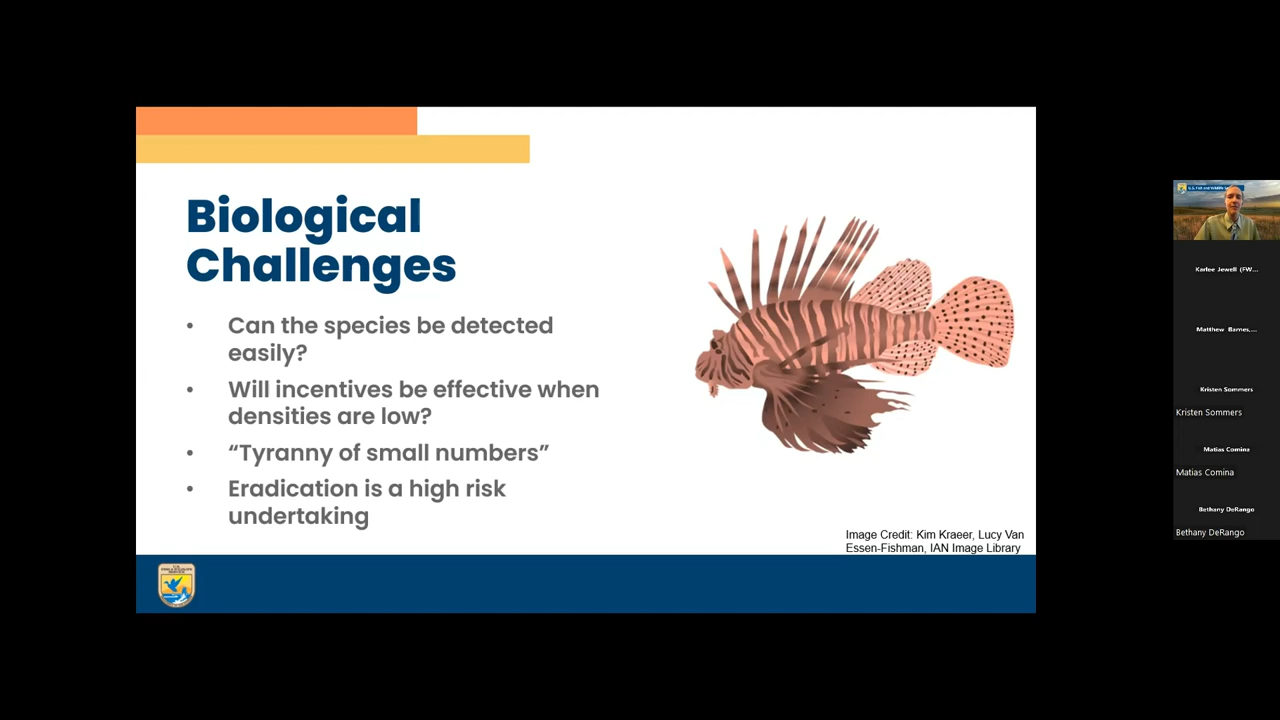 Biological
Challenges
• Can the species be detected
easily?
• Will incentives be effective when
densities are low?
• “Tyranny of small numbers”
• Eradication is a high risk
undertaking
Image Credit: Kim Kraeer, Lucy Van
Essen-Fishman, IAN Image Library
Karlee Jewell (FW...
Matthew Barnes,...
Kristen Sommers
Kristen Sommers
Matias Comina
Matias Comina
Bethany DeRango
Bethany DeRango